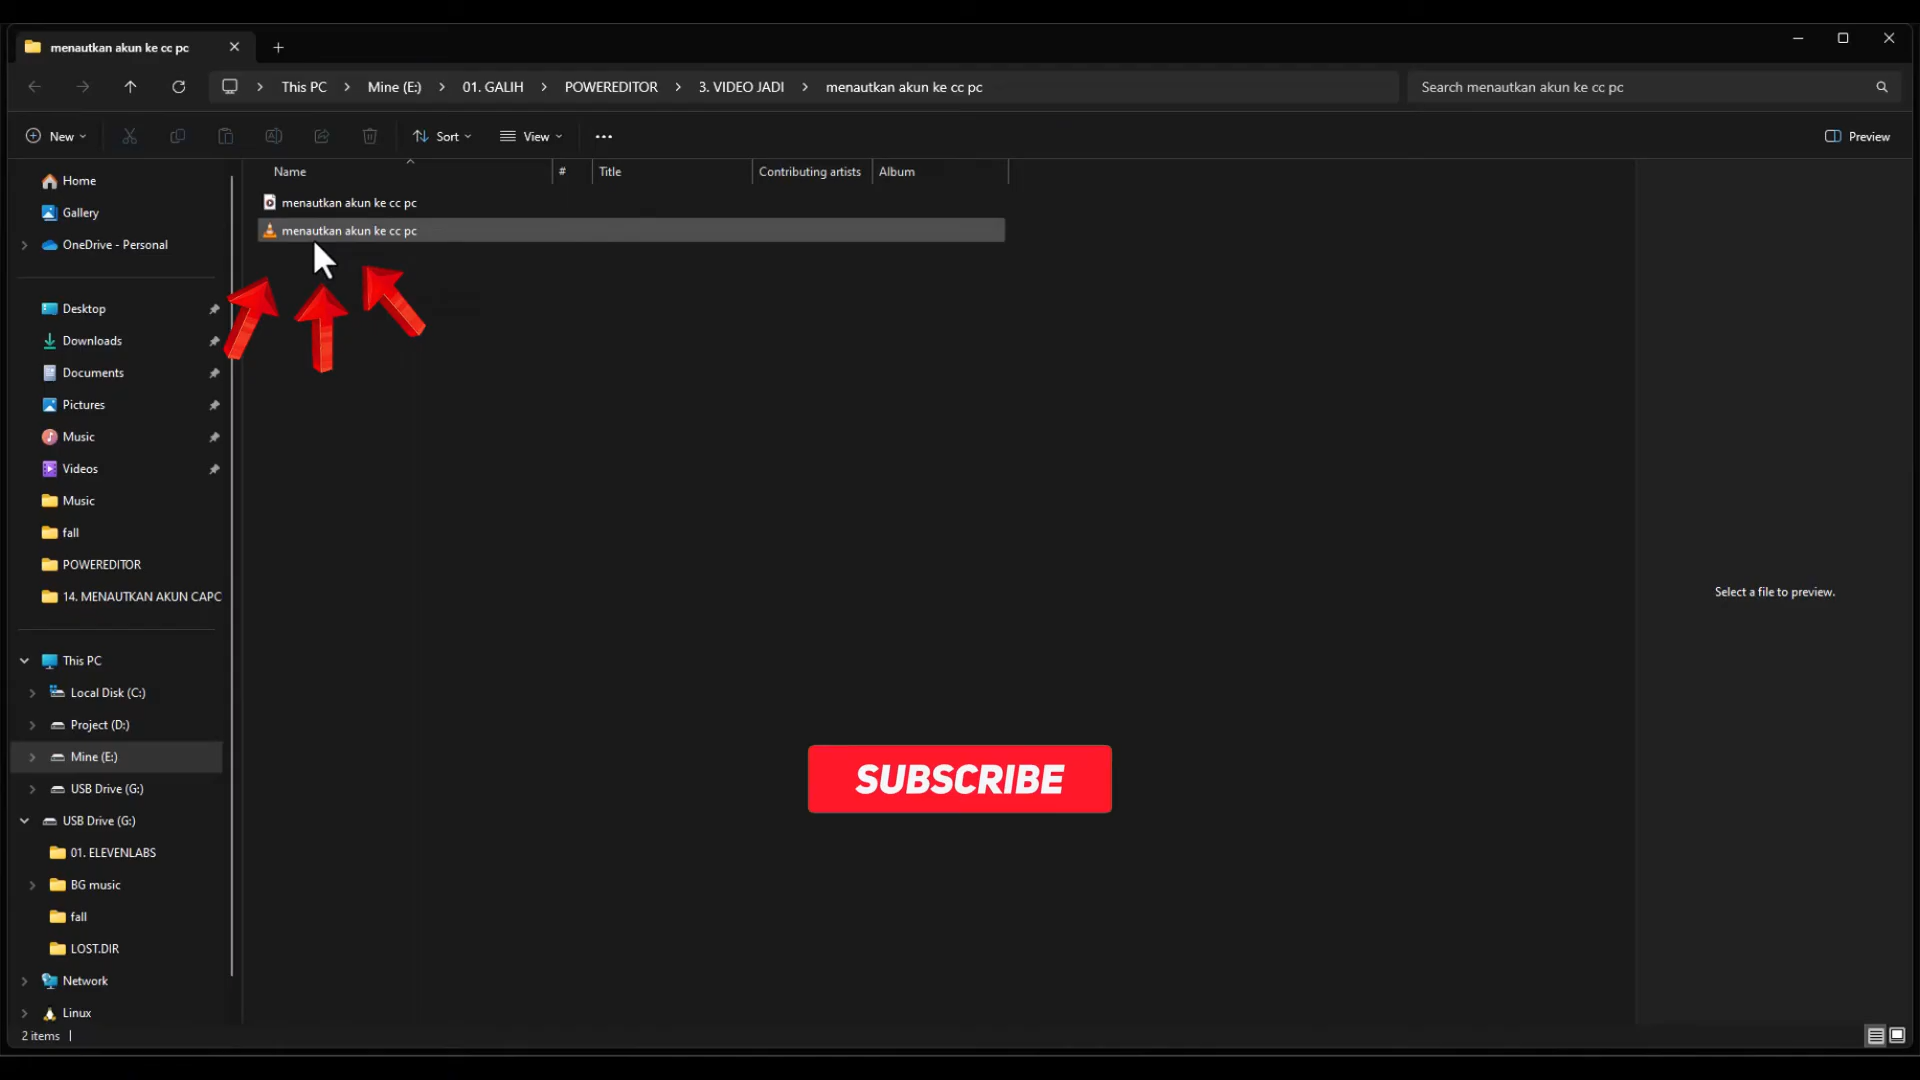 menautkan akun ke cc pc
This PC > Mine (E:) > 01. GALIH > POWEREDITOR > 3. VIDEO JADI > menautkan akun ke cc pc
Search menautkan akun ke cc pc
New Sort View Preview
Name # Title Contributing artists Album
menautkan akun ke cc pc
menautkan akun ke cc pc
Home
Gallery
OneDrive - Personal
Desktop
Downloads
Documents
Pictures
Music
Videos
Music
fall
POWEREDITOR
14. MENAUTKAN AKUN CAPC
This PC
Local Disk (C:)
Project (D:)
Mine (E:)
USB Drive (G:)
USB Drive (G:)
01. ELEVENLABS
BG music
fall
LOST.DIR
Network
Linux
Select a file to preview.
SUBSCRIBE
2 items